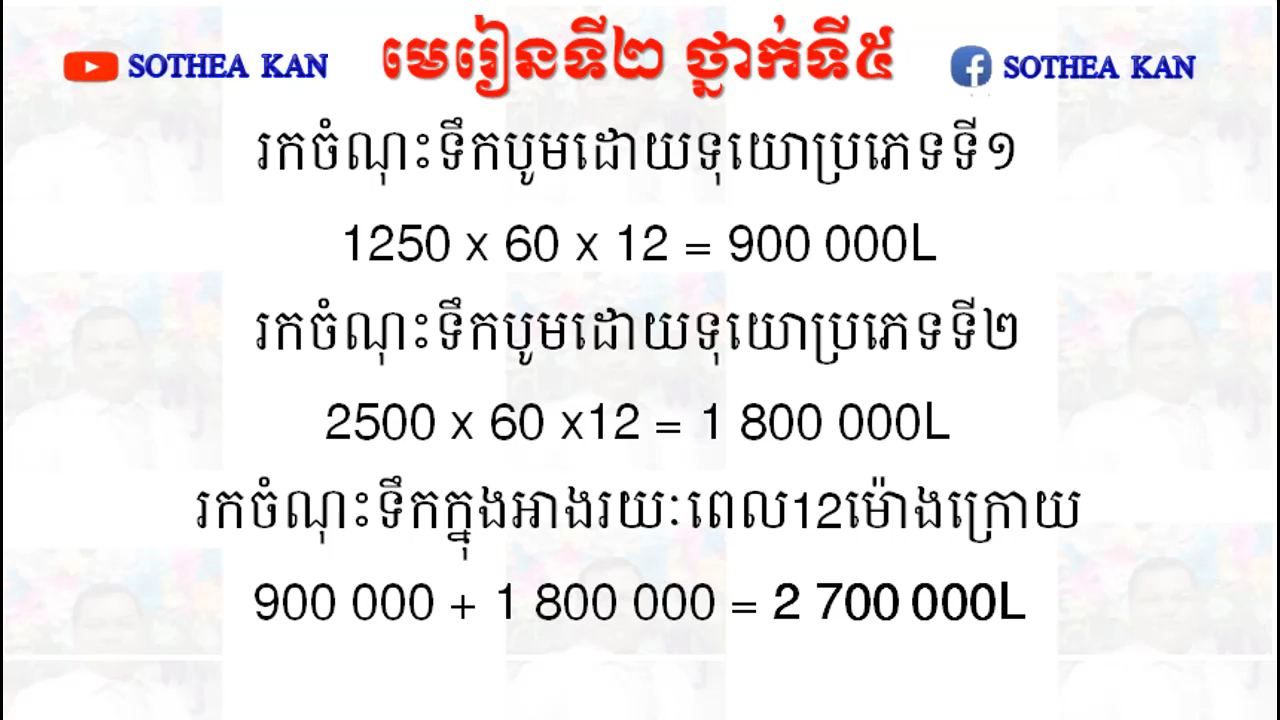 SOTHEA KAN មេរៀនទី២ ថ្នាក់ទី៥ SOTHEA KAN
រកចំណុះទឹកបូមដោយទុយោប្រភេទទី១
1250 x 60 x 12 = 900 000L
រកចំណុះទឹកបូមដោយទុយោប្រភេទទី២
2500 x 60 x12 = 1 800 000L
រកចំណុះទឹកក្នុងអាងរយៈពេល12ម៉ោងក្រោយ
900 000 + 1 800 000 = 2 700 000L